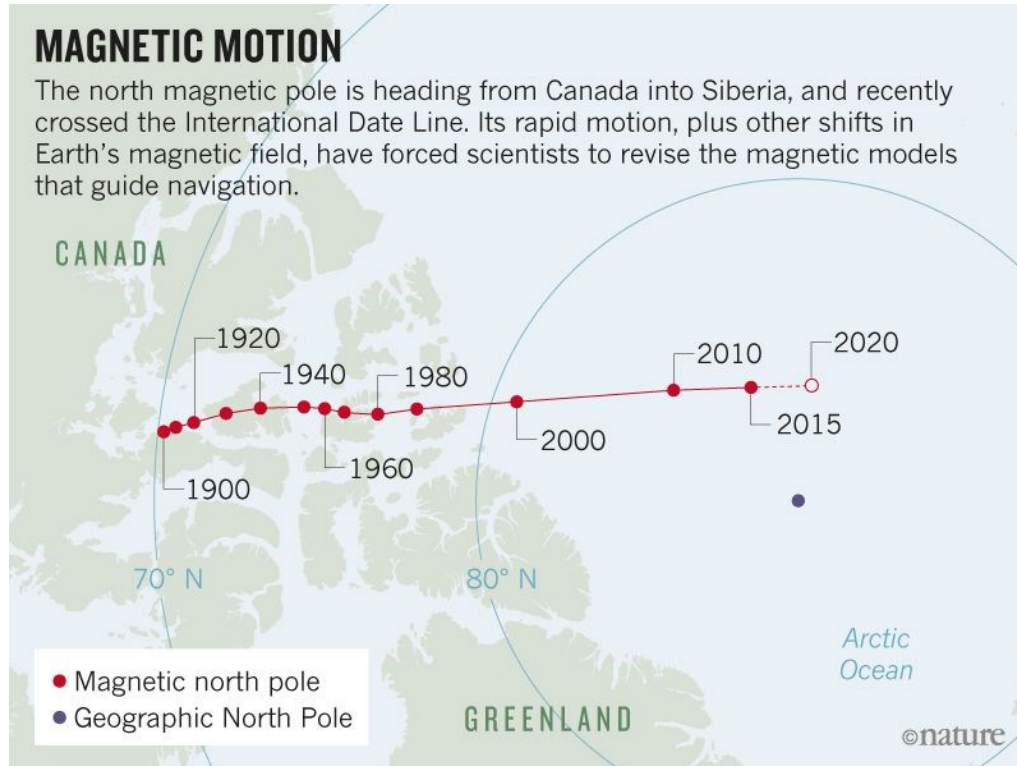 MAGNETIC MOTION
The north magnetic pole is heading from Canada into Siberia, and recently
crossed the International Date Line. Its rapid motion, plus other shifts in
Earth’s magnetic field, have forced scientists to revise the magnetic models
that guide navigation.
CANADA
1920
1940
1980
2010
2020
1900
1960
2000
2015
70° N
80° N
Arctic
Ocean
Magnetic north pole
Geographic North Pole
GREENLAND
©nature